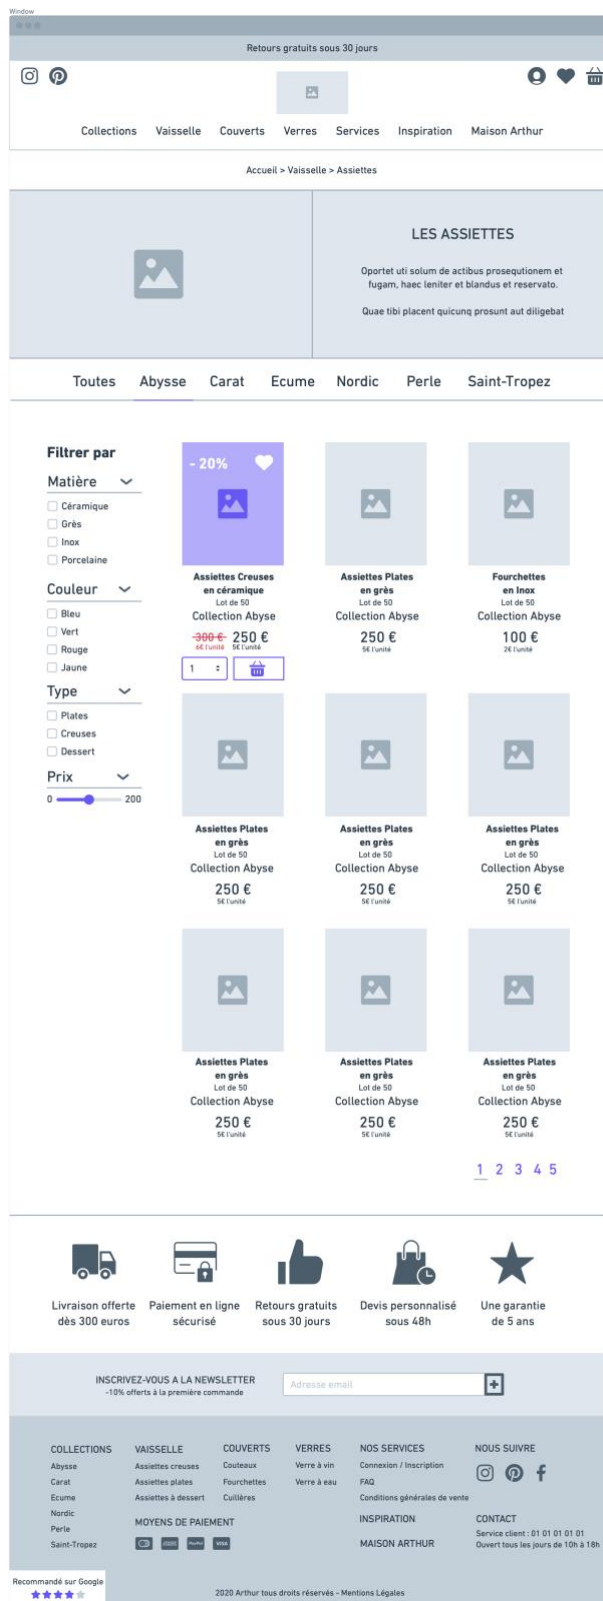 Window
Retours gratuits sous 30 jours
Collections Vaisselle Couverts Verres Services Inspiration Maison Arthur
Accueil > Vaisselle > Assiettes
LES ASSIETTES
Oportet uti solum de actibus prosequtionem et
fugam, haec leniter et blandus et reservato.
Quae tibi placent quicunq prosunt aut diligebat
Toutes Abysse Carat Ecume Nordic Perle Saint-Tropez
Filtrer par
Matière
Céramique
Grès
Inox
Porcelaine
Couleur
Bleu
Vert
Rouge
Jaune
Type
Plates
Creuses
Dessert
Prix
0 200
- 20%
Assiettes Creuses
en céramique
Lot de 50
Collection Abyse
300 € 250 €
6€ l'unité 5€ l'unité
1
Assiettes Plates
en grès
Lot de 50
Collection Abyse
250 €
5€ l'unité
Fourchettes
en Inox
Lot de 50
Collection Abyse
100 €
2€ l'unité
Assiettes Plates
en grès
Lot de 50
Collection Abyse
250 €
5€ l'unité
Assiettes Plates
en grès
Lot de 50
Collection Abyse
250 €
5€ l'unité
Assiettes Plates
en grès
Lot de 50
Collection Abyse
250 €
5€ l'unité
Assiettes Plates
en grès
Lot de 50
Collection Abyse
250 €
5€ l'unité
Assiettes Plates
en grès
Lot de 50
Collection Abyse
250 €
5€ l'unité
Assiettes Plates
en grès
Lot de 50
Collection Abyse
250 €
5€ l'unité
1 2 3 4 5
Livraison offerte
dès 300 euros
Paiement en ligne
sécurisé
Retours gratuits
sous 30 jours
Devis personnalisé
sous 48h
Une garantie
de 5 ans
INSCRIVEZ-VOUS A LA NEWSLETTER
-10% offerts à la première commande
Adresse email
COLLECTIONS
Abysse
Carat
Ecume
Nordic
Perle
Saint-Tropez
VAISSELLE
Assiettes creuses
Assiettes plates
Assiettes à dessert
COUVERTS
Couteaux
Fourchettes
Cuillères
VERRES
Verre à vin
Verre à eau
MOYENS DE PAIEMENT
PayPal
VISA
NOS SERVICES
Connexion / Inscription
FAQ
Conditions générales de vente
INSPIRATION
MAISON ARTHUR
NOUS SUIVRE
CONTACT
Service client : 01 01 01 01 01
Ouvert tous les jours de 10h à 18h
Recommandé sur Google
2020 Arthur tous droits réservés - Mentions Légales